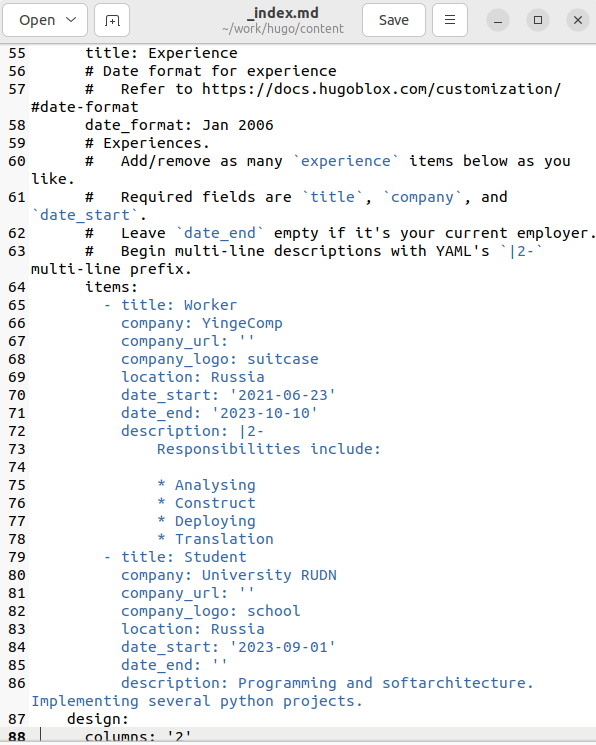 Open
_index.md
~/work/hugo/content
Save
55 title: Experience
56 # Date format for experience
57 #   Refer to https://docs.hugoblox.com/customization/
#date-format
58 date_format: Jan 2006
59 # Experiences.
60 #   Add/remove as many `experience` items below as you
like.
61 #   Required fields are `title`, `company`, and
`date_start`.
62 #   Leave `date_end` empty if it's your current employer.
63 #   Begin multi-line descriptions with YAML's `|2-`
multi-line prefix.
64 items:
65 - title: Worker
66 company: YingeComp
67 company_url: ''
68 company_logo: suitcase
69 location: Russia
70 date_start: '2021-06-23'
71 date_end: '2023-10-10'
72 description: |2-
73 Responsibilities include:
74
75 * Analysing
76 * Construct
77 * Deploying
78 * Translation
79 - title: Student
80 company: University RUDN
81 company_url: ''
82 company_logo: school
83 location: Russia
84 date_start: '2023-09-01'
85 date_end: ''
86 description: Programming and softarchitecture.
Implementing several python projects.
87 design:
88 columns: '2'